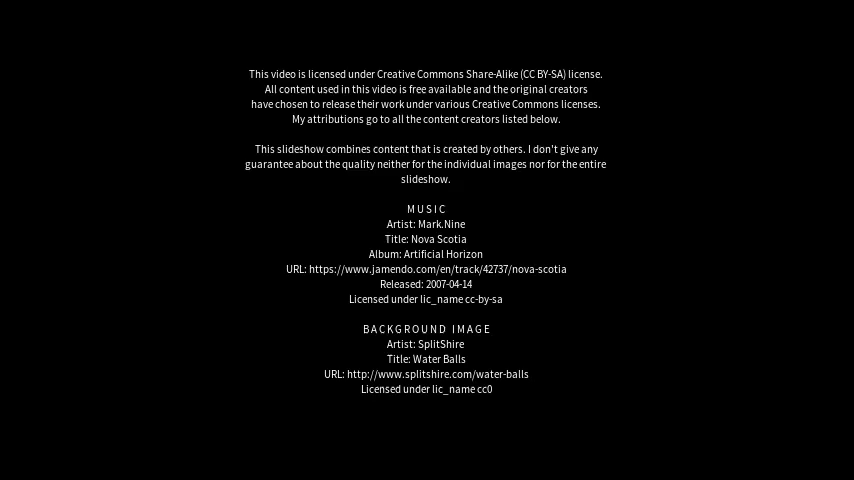 This video is licensed under Creative Commons Share-Alike (CC BY-SA) license.
All content used in this video is free available and the original creators
have chosen to release their work under various Creative Commons licenses.
My attributions go to all the content creators listed below.
This slideshow combines content that is created by others. I don't give any
guarantee about the quality neither for the individual images nor for the entire
slideshow.
MUSIC
Artist: Mark.Nine
Title: Nova Scotia
Album: Artificial Horizon
URL: https://www.jamendo.com/en/track/42737/nova-scotia
Released: 2007-04-14
Licensed under lic_name cc-by-sa
BACKGROUND IMAGE
Artist: SplitShire
Title: Water Balls
URL: http://www.splitshire.com/water-balls
Licensed under lic_name cc0